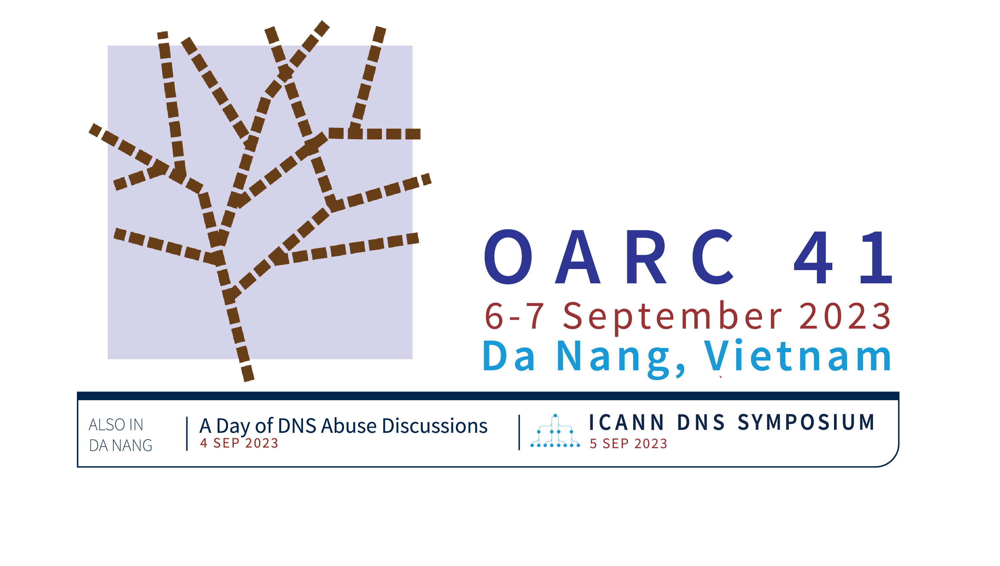 OARC 41
6-7 September 2023
Da Nang, Vietnam
ALSO IN
DA NANG
A Day of DNS Abuse Discussions
4 SEP 2023
ICANN DNS SYMPOSIUM
5 SEP 2023